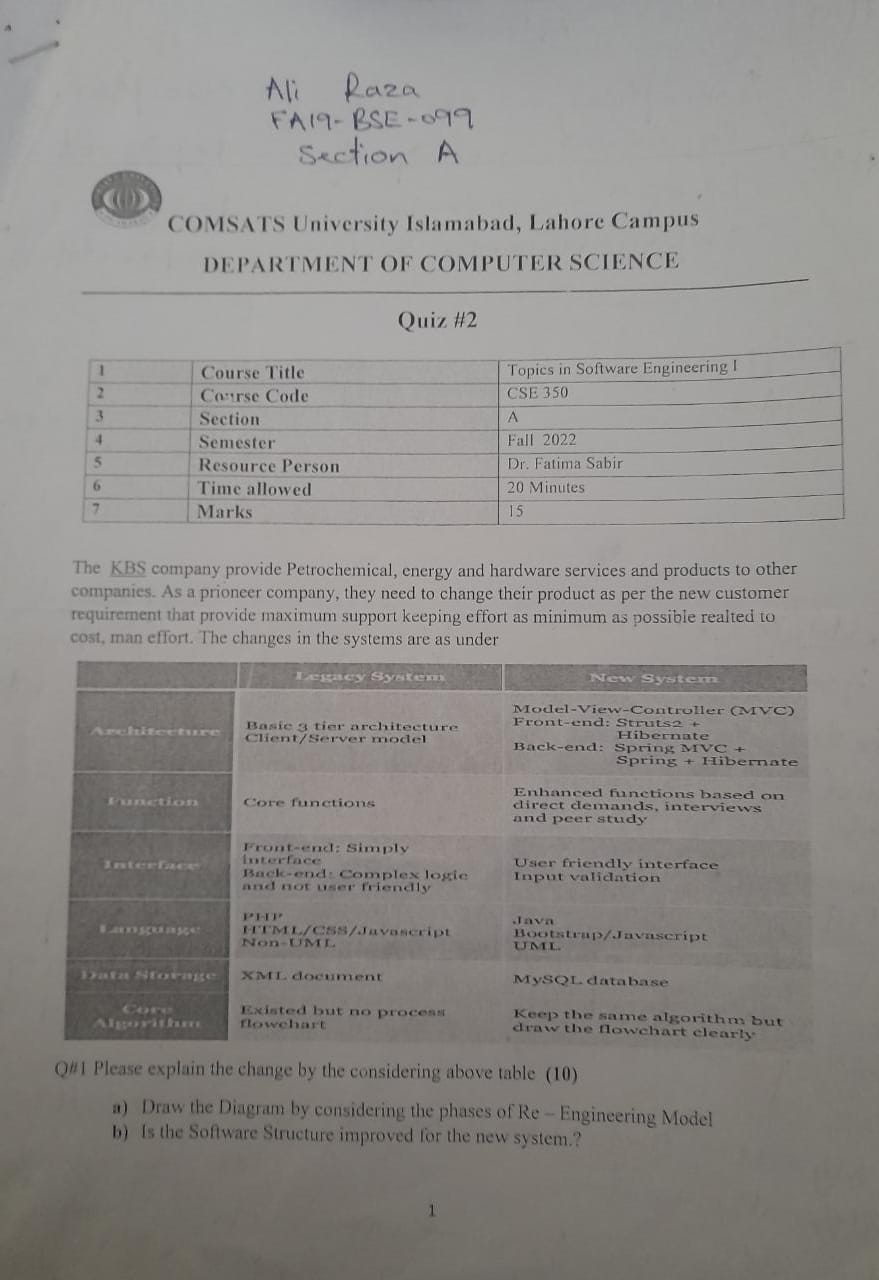 Ali Raza
FA19-BSE-099
Section A
COMSATS University Islamabad, Lahore Campus
DEPARTMENT OF COMPUTER SCIENCE
Quiz #2
1 Course Title Topics in Software Engineering I
2 Course Code CSE 350
3 Section A
4 Semester Fall 2022
5 Resource Person Dr. Fatima Sabir
6 Time allowed 20 Minutes
7 Marks 15
The KBS company provide Petrochemical, energy and hardware services and products to other
companies. As a prioneer company, they need to change their product as per the new customer
requirement that provide maximum support keeping effort as minimum as possible realted to
cost, man effort. The changes in the systems are as under
Legacy System New System
Architecture
Basic 3 tier architecture
Client/Server model
Model-View-Controller (MVC)
Front-end: Struts2 +
Hibernate
Back-end: Spring MVC +
Spring + Hibernate
Function
Core functions
Enhanced functions based on
direct demands, interviews
and peer study
Interface
Front-end: Simply
interface
Back-end: Complex logic
and not user friendly
User friendly interface
Input validation
Language
PHP
HTML/CSS/Javascript
Non-UML
Java
Bootstrap/Javascript
UML
Data Storage
XML document
MySQL database
Core
Algorithm
Existed but no process
flowchart
Keep the same algorithm but
draw the flowchart clearly
Q#1 Please explain the change by the considering above table (10)
a) Draw the Diagram by considering the phases of Re – Engineering Model
b) Is the Software Structure improved for the new system.?
1